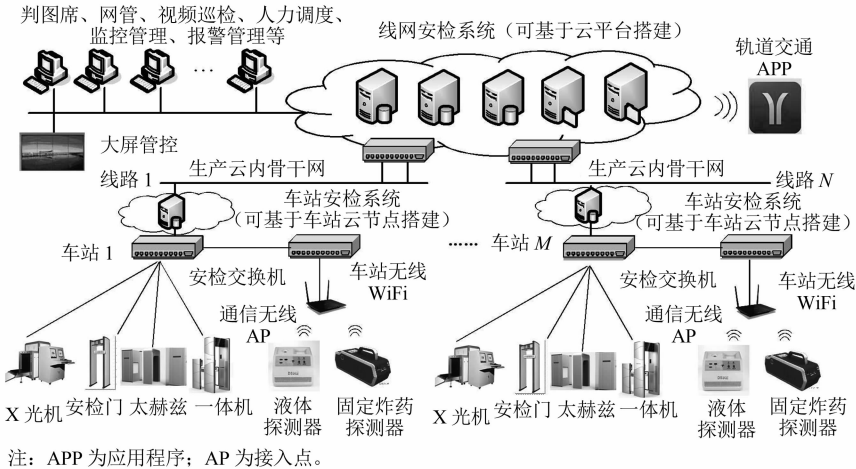 判图席、网管、视频巡检、人力调度、
监控管理、报警管理等
线网安检系统（可基于云平台搭建）
轨道交通
APP
…
大屏管控
生产云内骨干网
生产云内骨干网
线路 1
线路 N
车站安检系统
（可基于车站云节点搭建）
车站安检系统
（可基于车站云节点搭建）
车站 1
……
车站 M
安检交换机
车站无线
WiFi
安检交换机
车站无线
WiFi
通信无线
AP
通信无线
AP
X 光机
安检门
太赫兹
一体机
液体
探测器
固定炸药
探测器
X 光机
安检门
太赫兹
一体机
液体
探测器
固定炸药
探测器
注：APP 为应用程序；AP 为接入点。